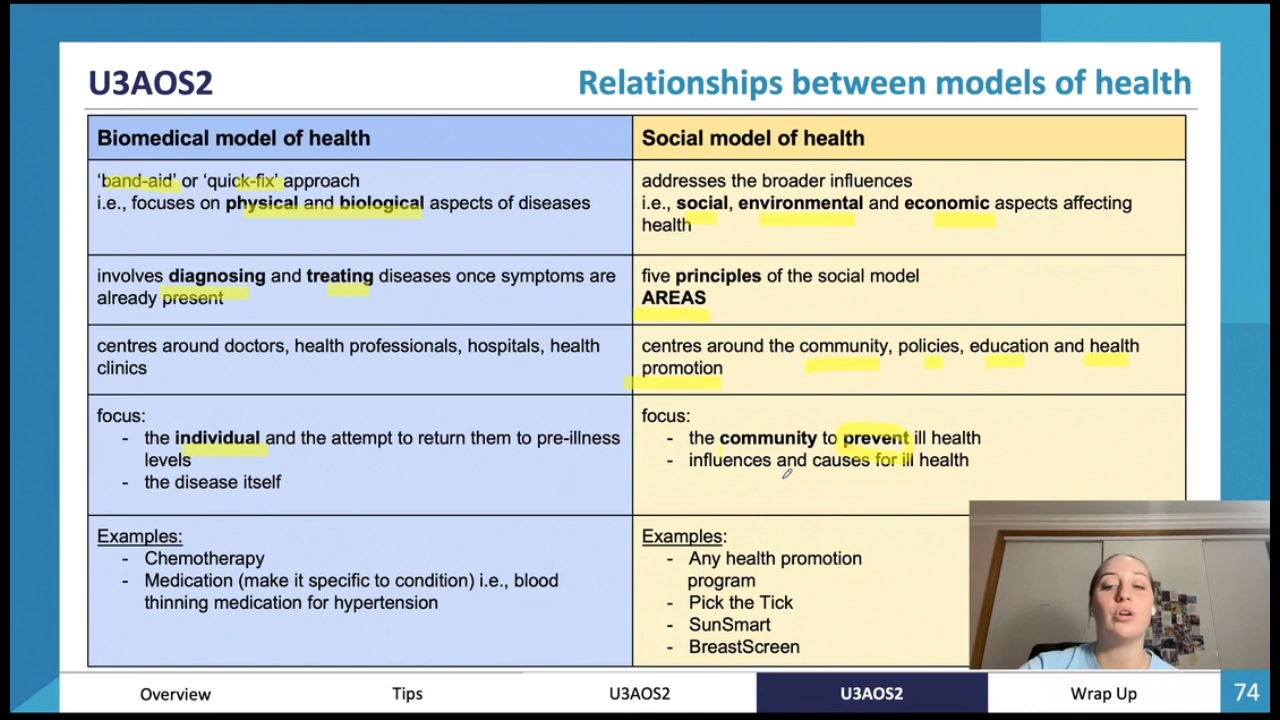 U3AOS2
Relationships between models of health
Biomedical model of health
Social model of health
‘band-aid’ or ‘quick-fix’ approach
i.e., focuses on physical and biological aspects of diseases
addresses the broader influences
i.e., social, environmental and economic aspects affecting
health
involves diagnosing and treating diseases once symptoms are
already present
five principles of the social model
AREAS
centres around doctors, health professionals, hospitals, health
clinics
centres around the community, policies, education and health
promotion
focus:
- the individual and the attempt to return them to pre-illness
levels
- the disease itself
focus:
- the community to prevent ill health
- influences and causes for ill health
Examples:
- Chemotherapy
- Medication (make it specific to condition) i.e., blood
thinning medication for hypertension
Examples:
- Any health promotion
program
- Pick the Tick
- SunSmart
- BreastScreen
Overview
Tips
U3AOS2
U3AOS2
Wrap Up
74